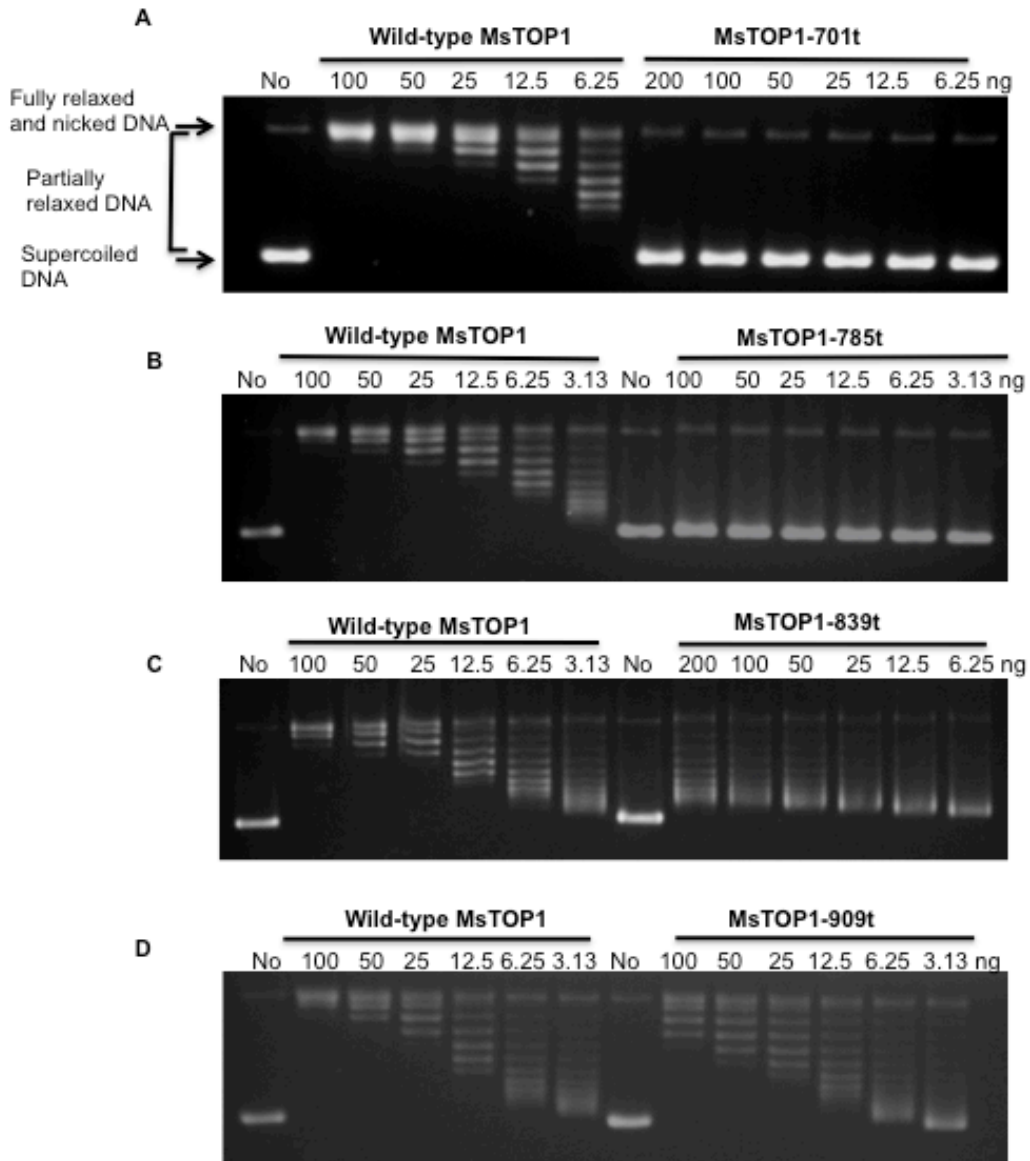 A
Wild-type MsTOP1
MsTOP1-701t
No 100 50 25 12.5 6.25 200 100 50 25 12.5 6.25 ng
Fully relaxed
and nicked DNA
Partially
relaxed DNA
Supercoiled
DNA
B
Wild-type MsTOP1
MsTOP1-785t
No 100 50 25 12.5 6.25 3.13 No 100 50 25 12.5 6.25 3.13 ng
C
Wild-type MsTOP1
MsTOP1-839t
No 100 50 25 12.5 6.25 3.13 No 200 100 50 25 12.5 6.25 ng
D
Wild-type MsTOP1
MsTOP1-909t
No 100 50 25 12.5 6.25 3.13 No 100 50 25 12.5 6.25 3.13 ng